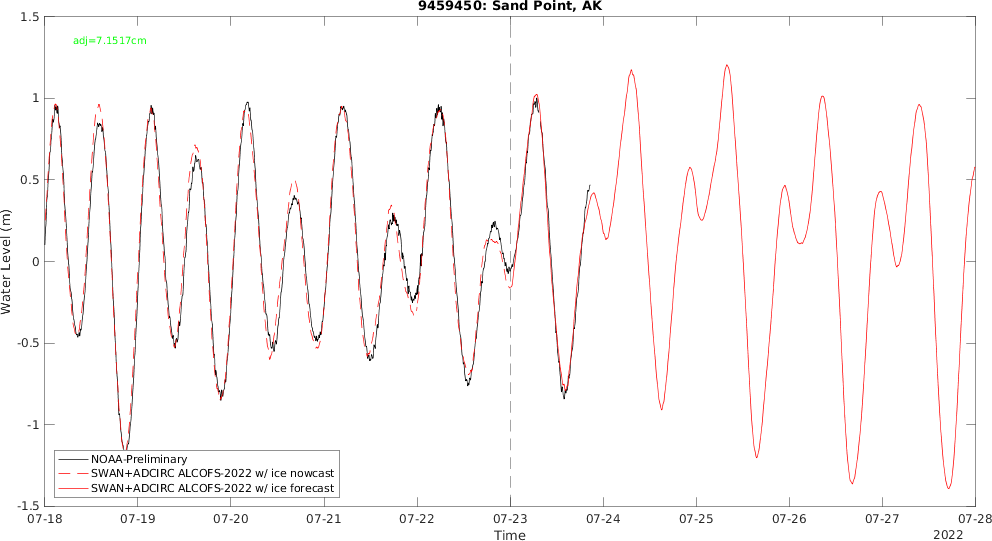 9459450: Sand Point, AK
adj=7.1517cm
Water Level (m)
1.5
1
0.5
0
-0.5
-1
-1.5
NOAA-Preliminary
SWAN+ADCIRC ALCOFS-2022 w/ ice nowcast
SWAN+ADCIRC ALCOFS-2022 w/ ice forecast
07-18 07-19 07-20 07-21 07-22 07-23 07-24 07-25 07-26 07-27 07-28
Time
2022